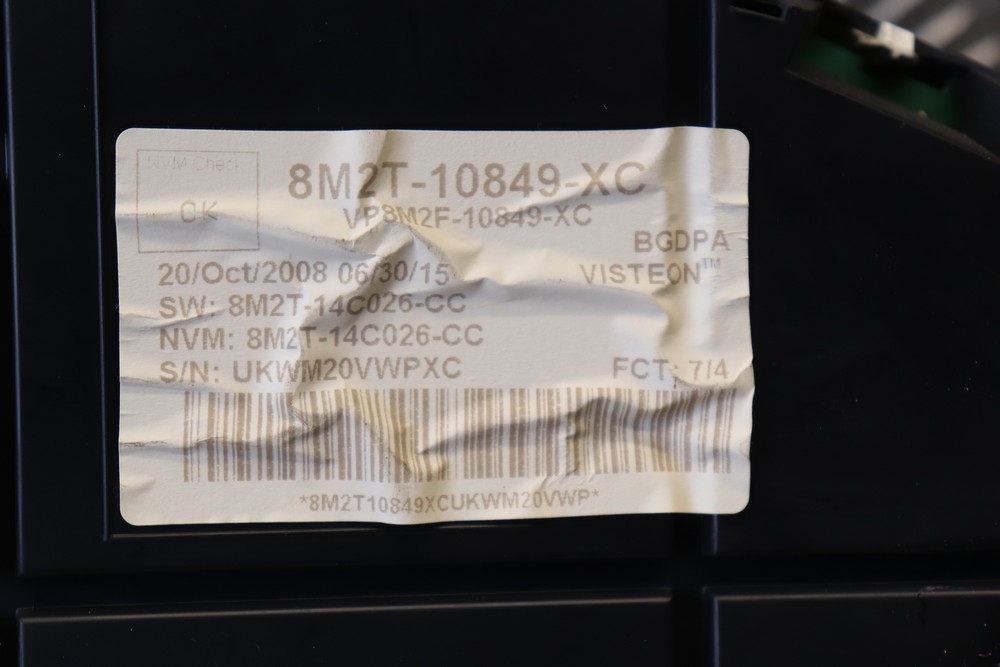 NVM Check
OK
8M2T-10849-XC
VP8M2F-10849-XC
BGDPA
20/Oct/2008 06/30/15
VISTEON™
SW: 8M2T-14C026-CC
NVM: 8M2T-14C026-CC
S/N: UKWM20VWPXC
FCT: 7/4
*8M2T10849XCUKWM20VWP*